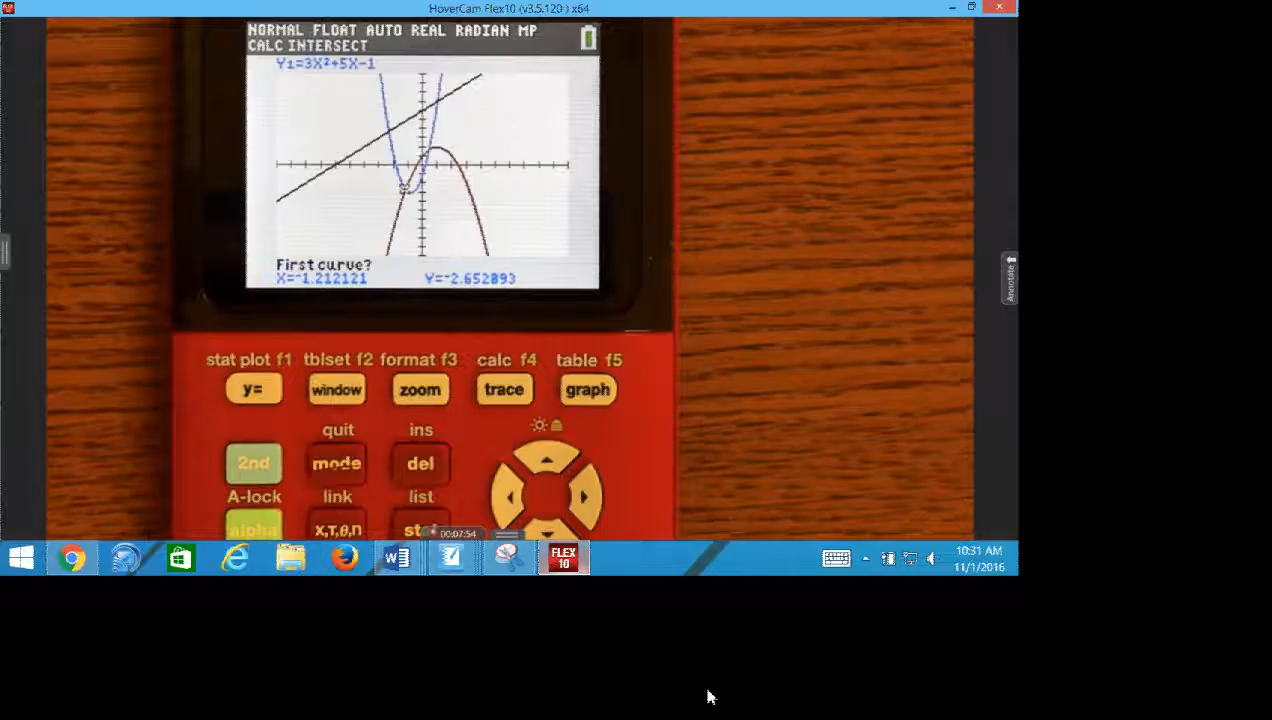 HoverCam Flex10 (v3.5.120 ) x64
NORMAL FLOAT AUTO REAL RADIAN MP
CALC INTERSECT
Y1=3X²+5X-1
First curve?
X=-1.212121 Y=-2.652893
stat plot f1 tblset f2 format f3 calc f4 table f5
y= window zoom trace graph
quit ins
2nd mode del
A-lock link list
alpha X,T,θ,n
Annotate
00:07:54
FLEX 10
10:31 AM
11/1/2016